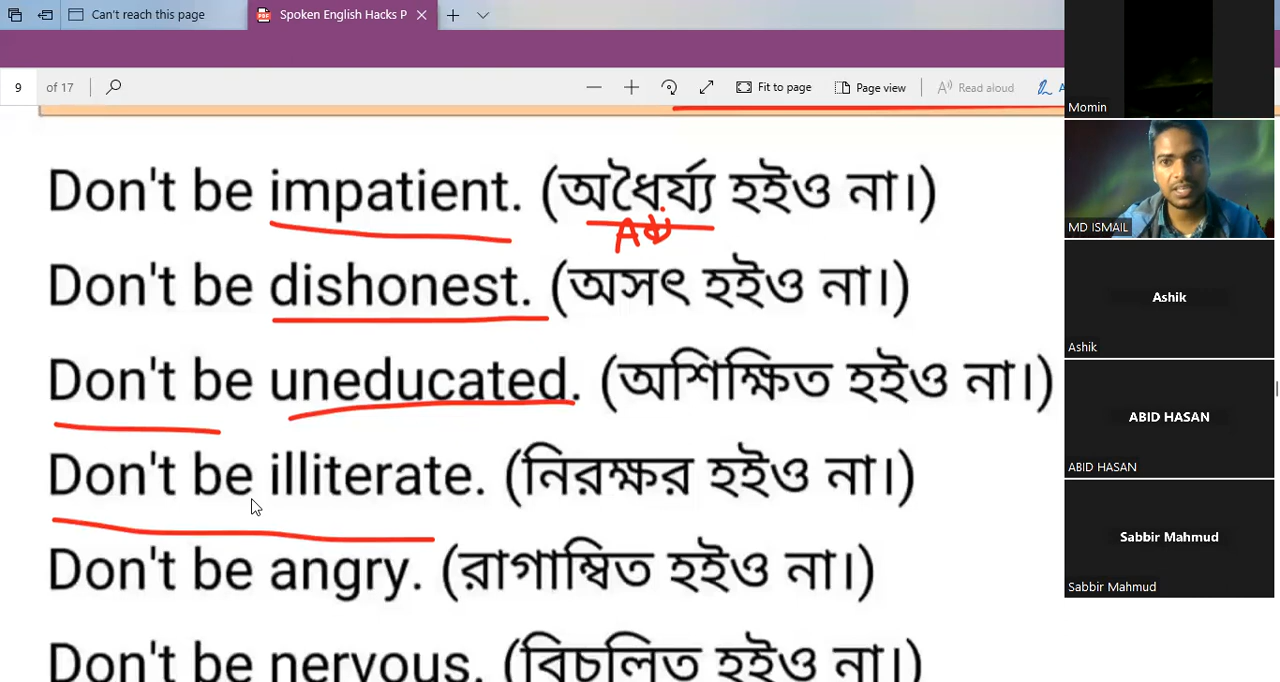 Can't reach this page
Spoken English Hacks P
9 of 17
Fit to page
Page view
Read aloud
Don't be impatient. (অধৈর্য্য হইও না।)
Adj
Don't be dishonest. (অসৎ হইও না।)
Don't be uneducated. (অশিক্ষিত হইও না।)
Don't be illiterate. (নিরক্ষর হইও না।)
Don't be angry. (রাগাম্বিত হইও না।)
Don't be nervous. (বিচলিত হইও না।)
Momin
MD ISMAIL
Ashik
Ashik
ABID HASAN
ABID HASAN
Sabbir Mahmud
Sabbir Mahmud